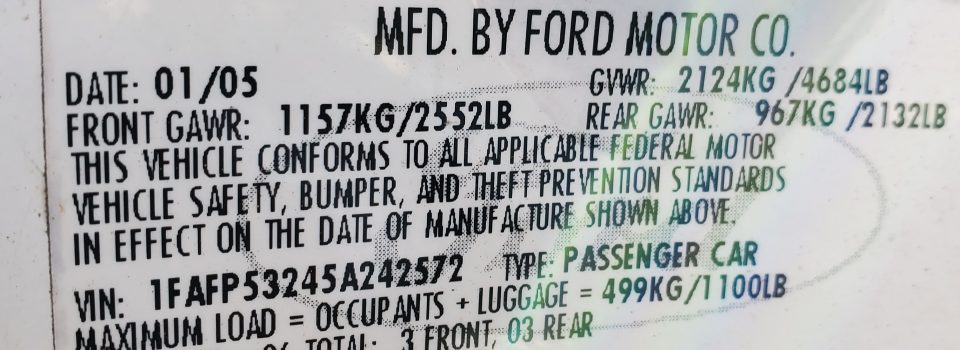 MFD. BY FORD MOTOR CO.
DATE: 01/05 GVWR: 2124KG /4684LB
FRONT GAWR: 1157KG/2552LB REAR GAWR: 967KG /2132LB
THIS VEHICLE CONFORMS TO ALL APPLICABLE FEDERAL MOTOR
VEHICLE SAFETY, BUMPER, AND THEFT PREVENTION STANDARDS
IN EFFECT ON THE DATE OF MANUFACTURE SHOWN ABOVE.
VIN: 1FAFP53245A242572 TYPE: PASSENGER CAR
MAXIMUM LOAD = OCCUPANTS + LUGGAGE = 499KG/1100LB
TOTAL: 3 FRONT, 03 REAR